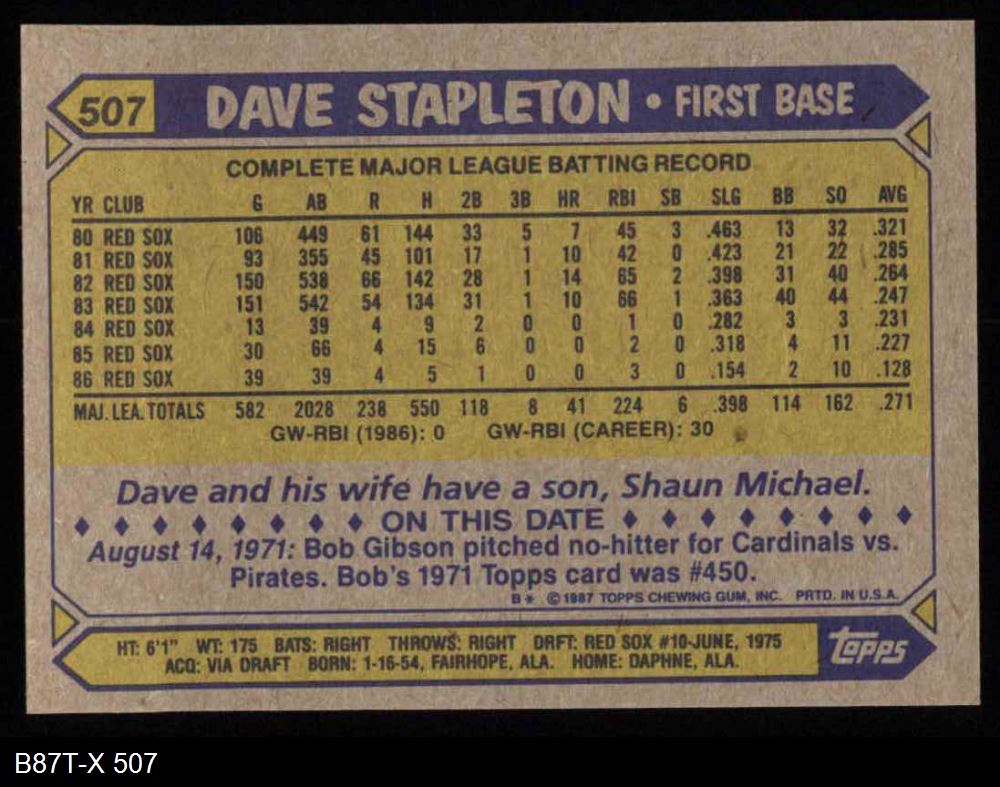 507 DAVE STAPLETON • FIRST BASE
COMPLETE MAJOR LEAGUE BATTING RECORD
YR CLUB G AB R H 2B 3B HR RBI SB SLG BB SO AVG
80 RED SOX 106 449 61 144 33 5 7 45 3 .463 13 32 .321
81 RED SOX 93 355 45 101 17 1 10 42 0 .423 21 22 .285
82 RED SOX 150 538 66 142 28 1 14 65 2 .398 31 40 .264
83 RED SOX 151 542 54 134 31 1 10 66 1 .363 40 44 .247
84 RED SOX 13 39 4 9 2 0 0 1 0 .282 3 3 .231
85 RED SOX 30 66 4 15 6 0 0 2 0 .318 4 11 .227
86 RED SOX 39 39 4 5 1 0 0 3 0 .154 2 10 .128
MAJ. LEA. TOTALS 582 2028 238 550 118 8 41 224 6 .398 114 162 .271
GW-RBI (1986): 0 GW-RBI (CAREER): 30
Dave and his wife have a son, Shaun Michael.
♦ ♦ ♦ ♦ ♦ ♦ ♦ ♦ ON THIS DATE ♦ ♦ ♦ ♦ ♦ ♦ ♦ ♦
August 14, 1971: Bob Gibson pitched no-hitter for Cardinals vs.
Pirates. Bob's 1971 Topps card was #450.
B* © 1987 TOPPS CHEWING GUM, INC. PRTD. IN U.S.A.
HT: 6'1" WT: 175 BATS: RIGHT THROWS: RIGHT DRFT: RED SOX #10-JUNE, 1975
ACQ: VIA DRAFT BORN: 1-16-54, FAIRHOPE, ALA. HOME: DAPHNE, ALA.
topps
B87T-X 507